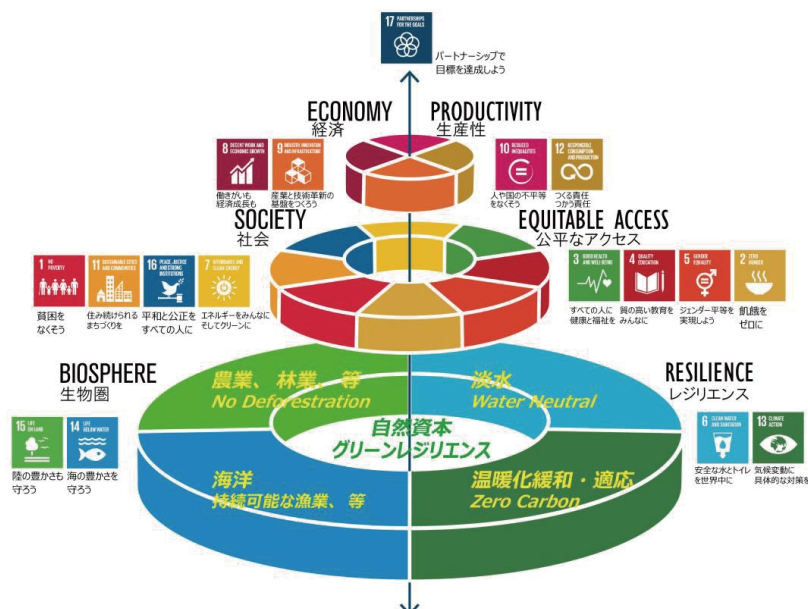 17 PARTNERSHIPS
FOR THE GOALS
パートナーシップで
目標を達成しよう
ECONOMY
経済
PRODUCTIVITY
生産性
8 DECENT WORK AND
ECONOMIC GROWTH
働きがいも
経済成長も
9 INDUSTRY, INNOVATION
AND INFRASTRUCTURE
産業と技術革新の
基盤をつくろう
10 REDUCED
INEQUALITIES
人や国の不平等
をなくそう
12 RESPONSIBLE
CONSUMPTION
AND PRODUCTION
つくる責任
つかう責任
SOCIETY
社会
EQUITABLE ACCESS
公平なアクセス
1 NO
POVERTY
貧困を
なくそう
11 SUSTAINABLE CITIES
AND COMMUNITIES
住み続けられる
まちづくりを
16 PEACE, JUSTICE
AND STRONG
INSTITUTIONS
平和と公正を
すべての人に
7 AFFORDABLE AND
CLEAN ENERGY
エネルギーをみんなに
そしてクリーンに
3 GOOD HEALTH
AND WELL-BEING
すべての人に
健康と福祉を
4 QUALITY
EDUCATION
質の高い教育を
みんなに
5 GENDER
EQUALITY
ジェンダー平等を
実現しよう
2 ZERO
HUNGER
飢餓を
ゼロに
BIOSPHERE
生物圏
RESILIENCE
レジリエンス
15 LIFE
ON LAND
陸の豊かさも
守ろう
14 LIFE
BELOW WATER
海の豊かさを
守ろう
6 CLEAN WATER
AND SANITATION
安全な水とトイレ
を世界中に
13 CLIMATE
ACTION
気候変動に
具体的な対策を
農業、林業、等
No Deforestration
淡水
Water Neutral
自然資本
グリーンレジリエンス
海洋
持続可能な漁業、等
温暖化緩和・適応
Zero Carbon